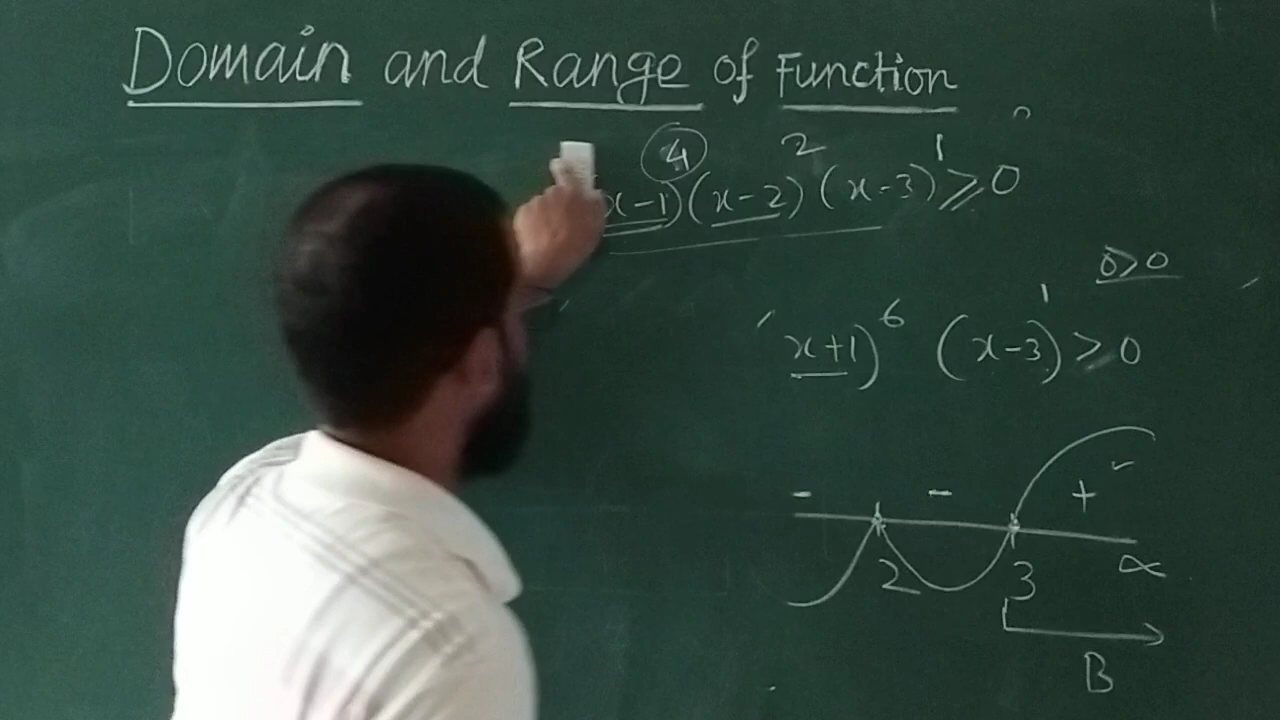 Domain and Range of Function
(x-1)⁴(x-2)²(x-3)¹≥0
0>0
x+1)⁶ (x-3)¹≥0
- - +
2 3 ∝
B